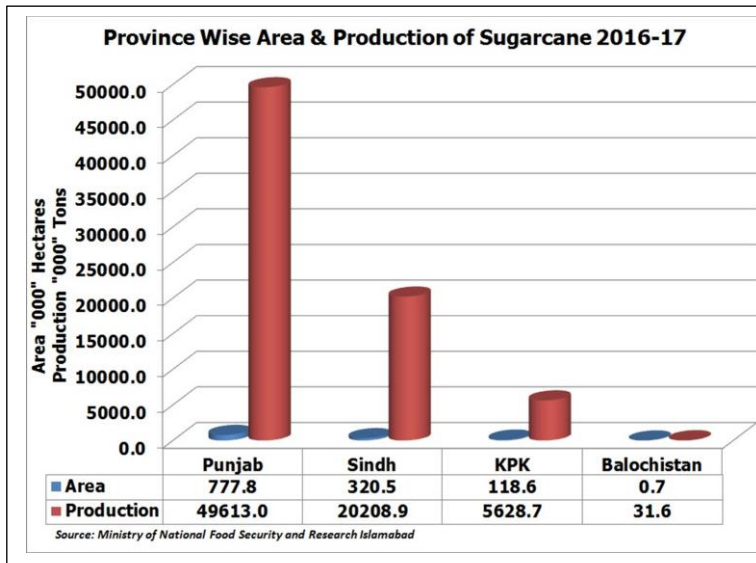 Province Wise Area & Production of Sugarcane 2016-17
Area "000" Hectares
Production "000" Tons
50000.0
45000.0
40000.0
35000.0
30000.0
25000.0
20000.0
15000.0
10000.0
5000.0
0.0
Punjab Sindh KPK Balochistan
Area 777.8 320.5 118.6 0.7
Production 49613.0 20208.9 5628.7 31.6
Source: Ministry of National Food Security and Research Islamabad